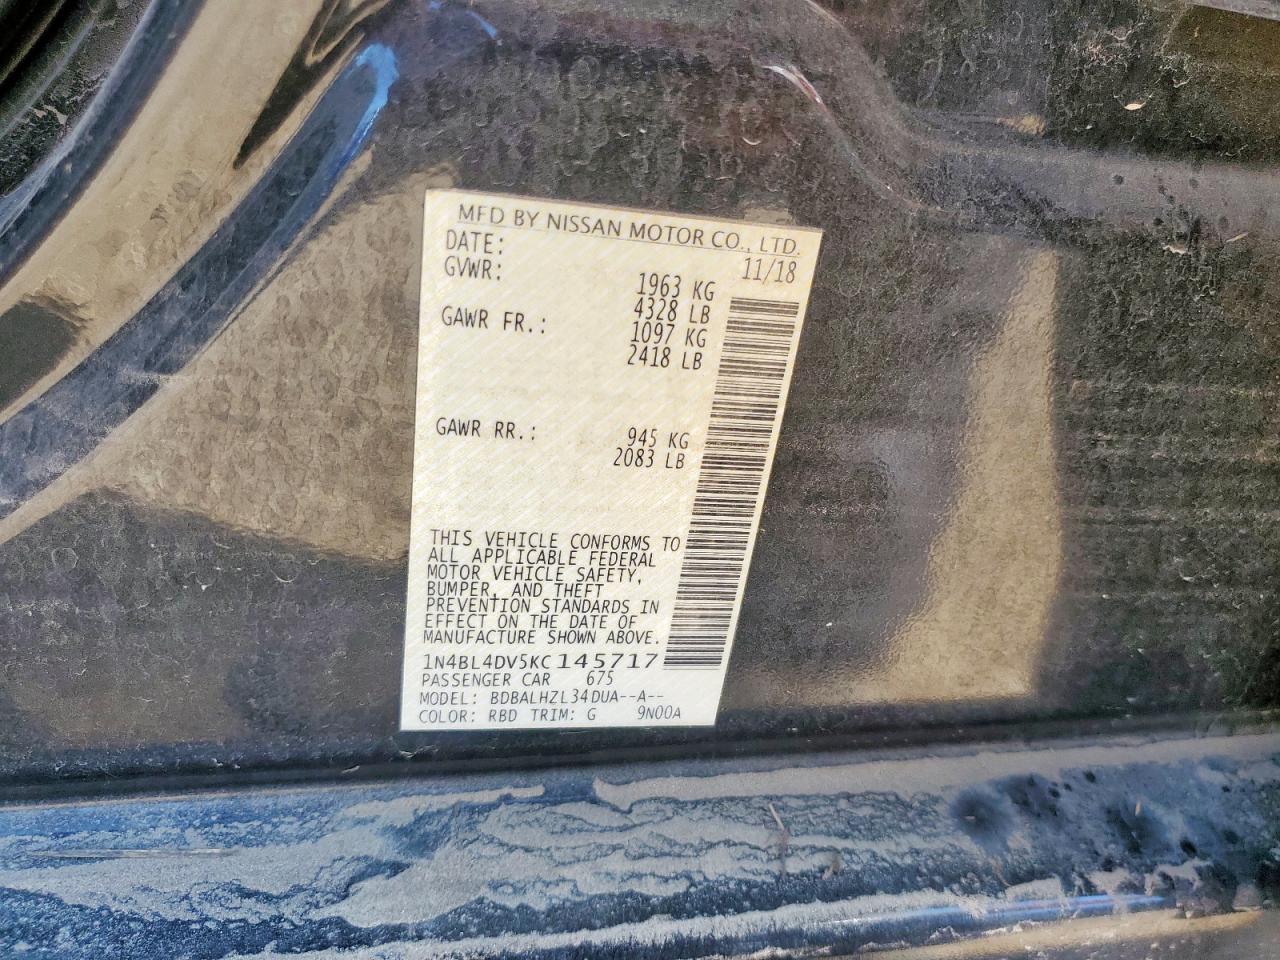 MFD BY NISSAN MOTOR CO., LTD.
DATE: 11/18
GVWR: 1963 KG
4328 LB
GAWR FR.: 1097 KG
2418 LB
GAWR RR.: 945 KG
2083 LB
THIS VEHICLE CONFORMS TO
ALL APPLICABLE FEDERAL
MOTOR VEHICLE SAFETY,
BUMPER, AND THEFT
PREVENTION STANDARDS IN
EFFECT ON THE DATE OF
MANUFACTURE SHOWN ABOVE.
1N4BL4DV5KC145717
PASSENGER CAR 675
MODEL: BDBALHZL34DUA--A--
COLOR: RBD TRIM: G 9N00A